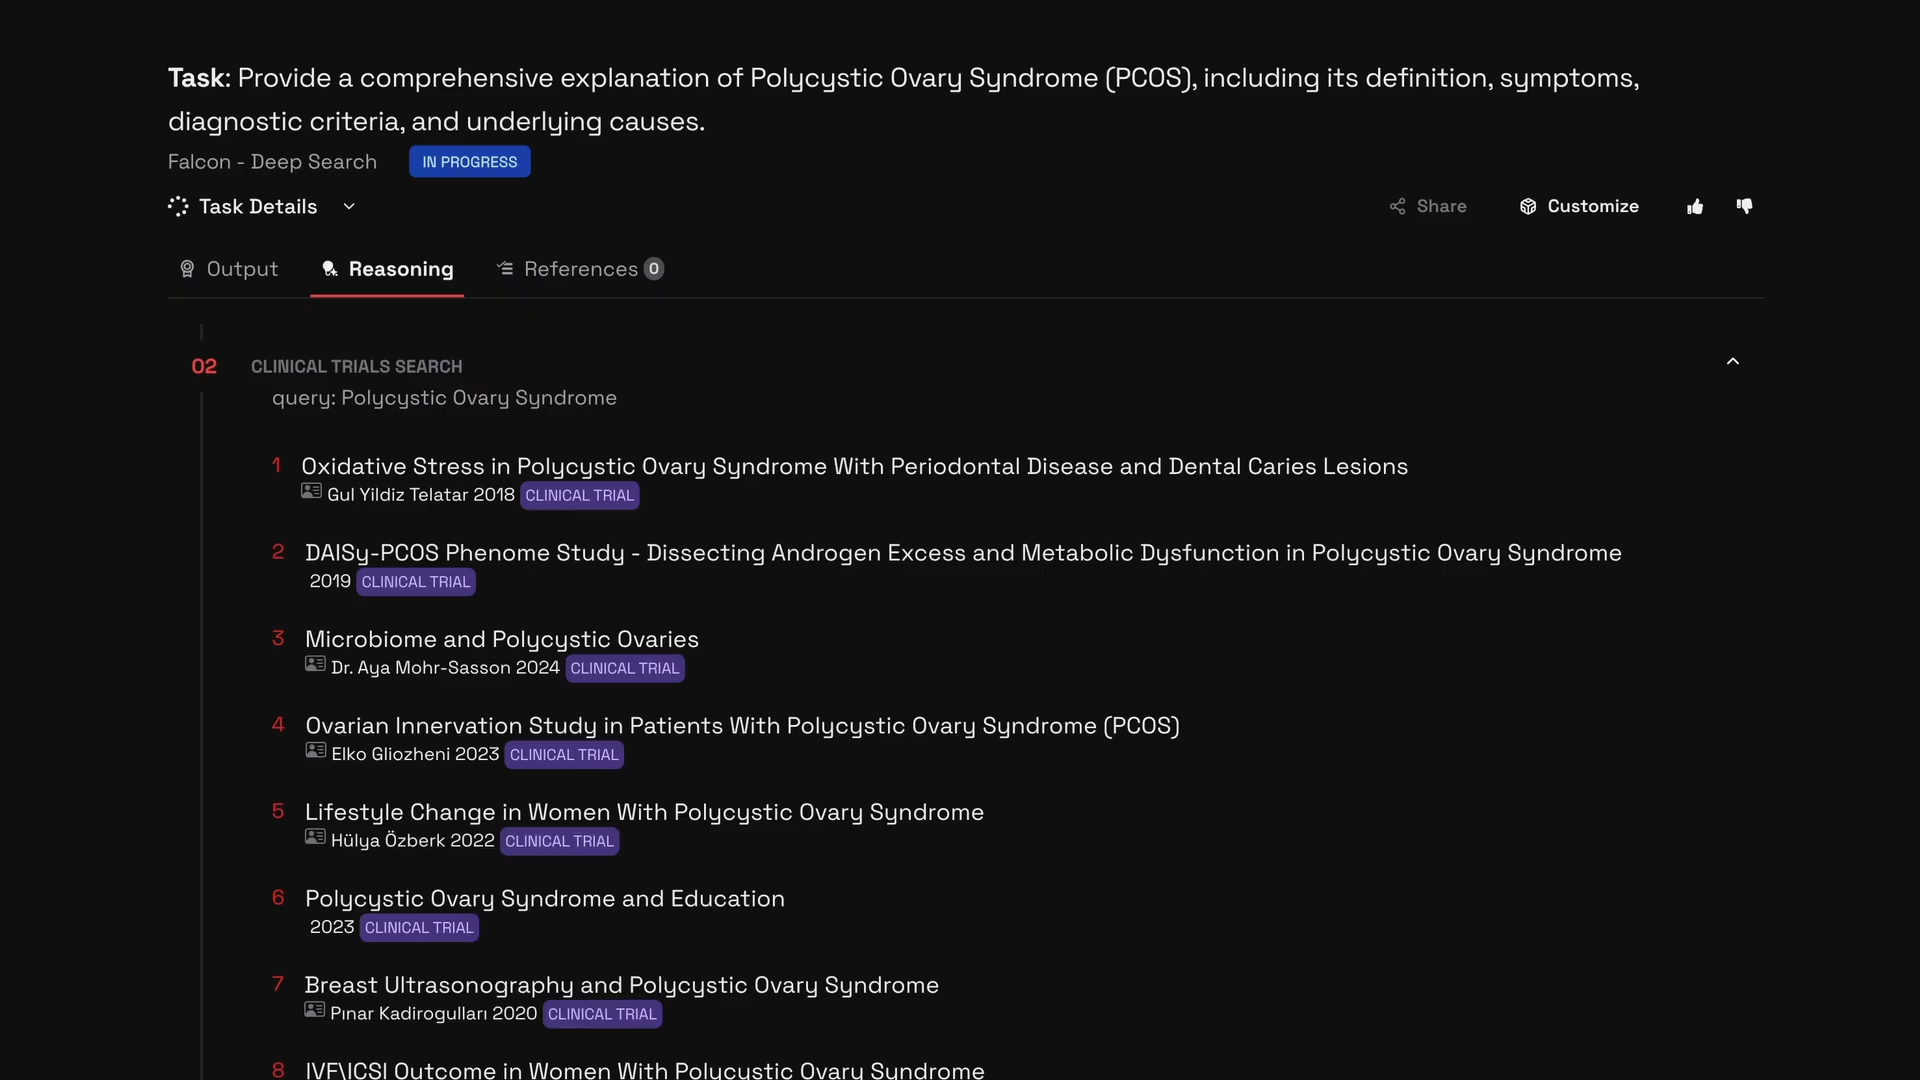 Task: Provide a comprehensive explanation of Polycystic Ovary Syndrome (PCOS), including its definition, symptoms,
diagnostic criteria, and underlying causes.
Falcon - Deep Search IN PROGRESS
Task Details Share Customize
Output Reasoning References 0
02 CLINICAL TRIALS SEARCH
query: Polycystic Ovary Syndrome
1 Oxidative Stress in Polycystic Ovary Syndrome With Periodontal Disease and Dental Caries Lesions
Gul Yildiz Telatar 2018 CLINICAL TRIAL
2 DAISy-PCOS Phenome Study - Dissecting Androgen Excess and Metabolic Dysfunction in Polycystic Ovary Syndrome
2019 CLINICAL TRIAL
3 Microbiome and Polycystic Ovaries
Dr. Aya Mohr-Sasson 2024 CLINICAL TRIAL
4 Ovarian Innervation Study in Patients With Polycystic Ovary Syndrome (PCOS)
Elko Gliozheni 2023 CLINICAL TRIAL
5 Lifestyle Change in Women With Polycystic Ovary Syndrome
Hülya Özberk 2022 CLINICAL TRIAL
6 Polycystic Ovary Syndrome and Education
2023 CLINICAL TRIAL
7 Breast Ultrasonography and Polycystic Ovary Syndrome
Pınar Kadirogulları 2020 CLINICAL TRIAL
8 IVF\ICSI Outcome in Women With Polycystic Ovary Syndrome